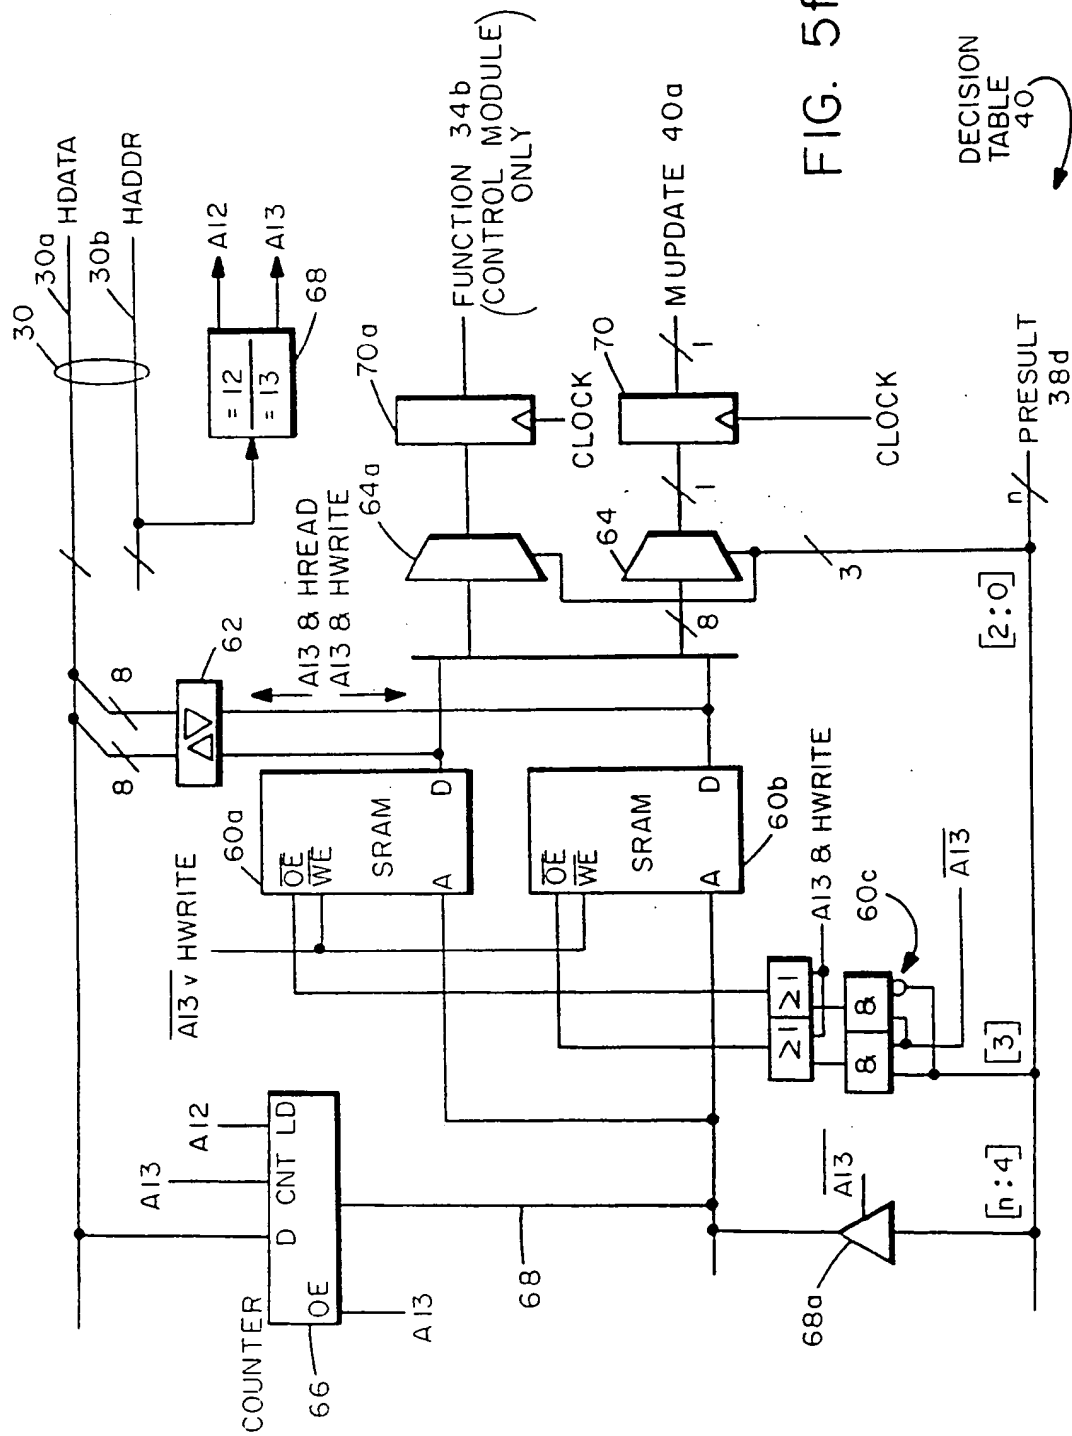 30
30a
HDATA
30b
HADDR
= 12
= 13
A12
A13
68
8
8
62
A13 & HREAD
A13 & HWRITE
COUNTER
66
D CNT LD
OE
A13
A12
A13
A13 v HWRITE
60a
OE
WE
SRAM
A
D
OE
WE
SRAM
A
D
60b
64a
70a
CLOCK
FUNCTION 34b
(CONTROL MODULE)
ONLY
8
64
1
70
CLOCK
1
MUPDATE 40a
3
68
68a
A13
[n:4]
≥1
≥1
&
&
A13 & HWRITE
60c
A13
[3]
[2:0]
n
PRESULT
38d
FIG. 5f
DECISION
TABLE
40